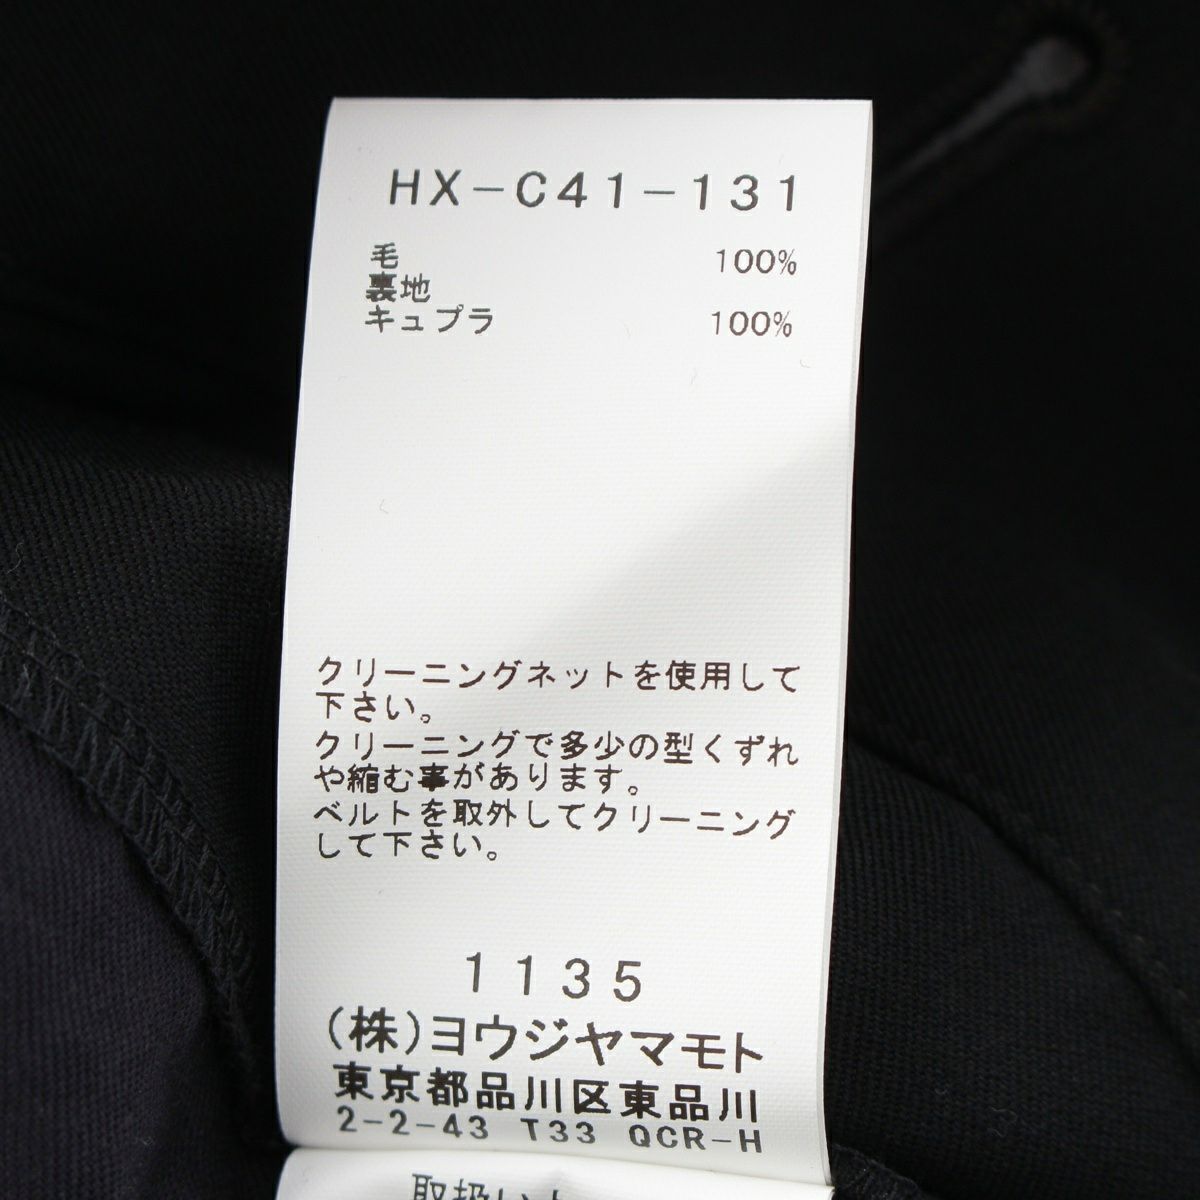 HX-C41-131
毛 100%
裏地
キュプラ 100%
クリーニングネットを使用して
下さい。
クリーニングで多少の型くずれ
や縮む事があります。
ベルトを取外してクリーニング
して下さい。
1135
(株)ヨウジヤマモト
東京都品川区東品川
2-2-43 T33 QCR-H